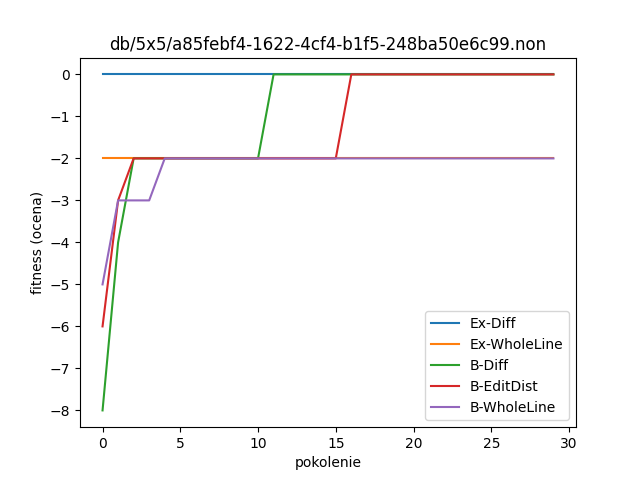 db/5x5/a85febf4-1622-4cf4-b1f5-248ba50e6c99.non
0
−1
−2
−3
−4
−5
−6
−7
−8
fitness (ocena)
Ex-Diff
Ex-WholeLine
B-Diff
B-EditDist
B-WholeLine
0 5 10 15 20 25 30
pokolenie